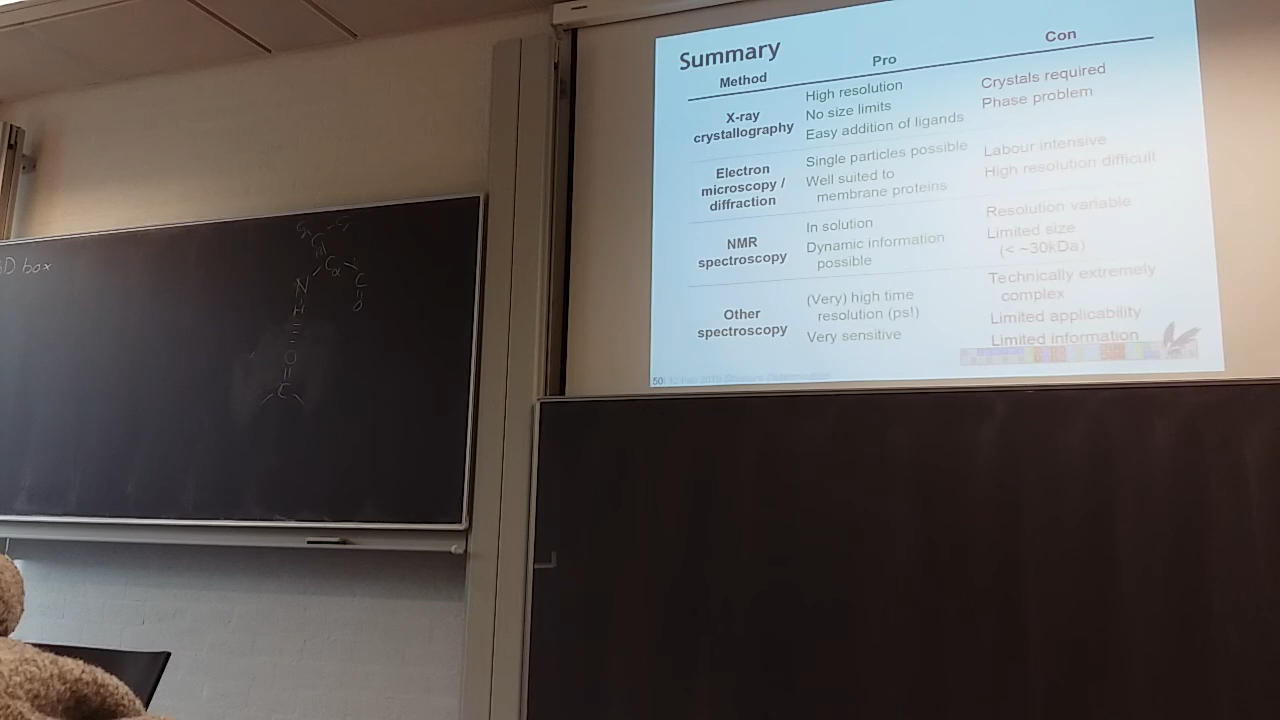 Summary
Method Pro Con
X-ray
crystallography
High resolution
No size limits
Easy addition of ligands
Crystals required
Phase problem
Electron
microscopy /
diffraction
Single particles possible
Well suited to
membrane proteins
Labour intensive
High resolution difficult
NMR
spectroscopy
In solution
Dynamic information
possible
Resolution variable
Limited size
(< ~30kDa)
Other
spectroscopy
(Very) high time
resolution (ps!)
Very sensitive
Technically extremely
complex
Limited applicability
Limited information
50
D box
C
Cα
N
C
O
H
O
C